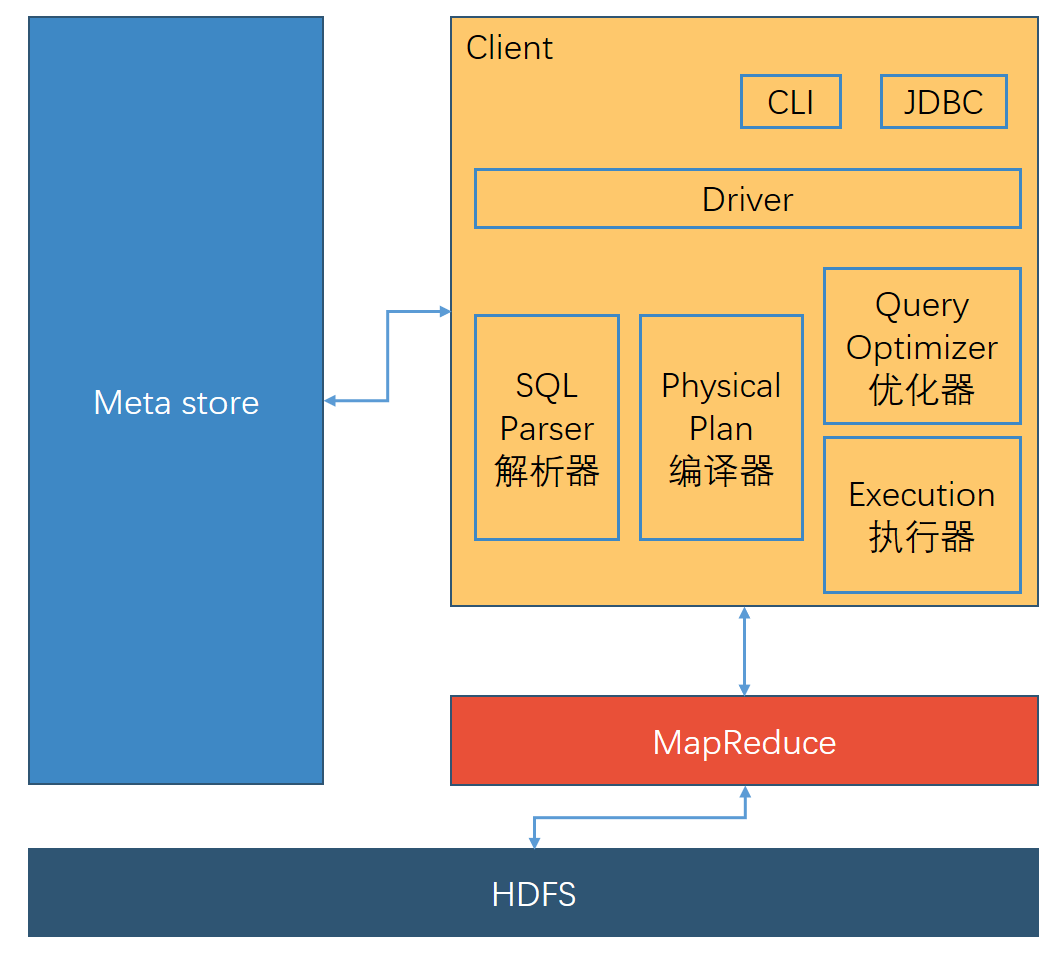 Meta store
Client
CLI
JDBC
Driver
SQL
Parser
解析器
Physical
Plan
编译器
Query
Optimizer
优化器
Execution
执行器
MapReduce
HDFS